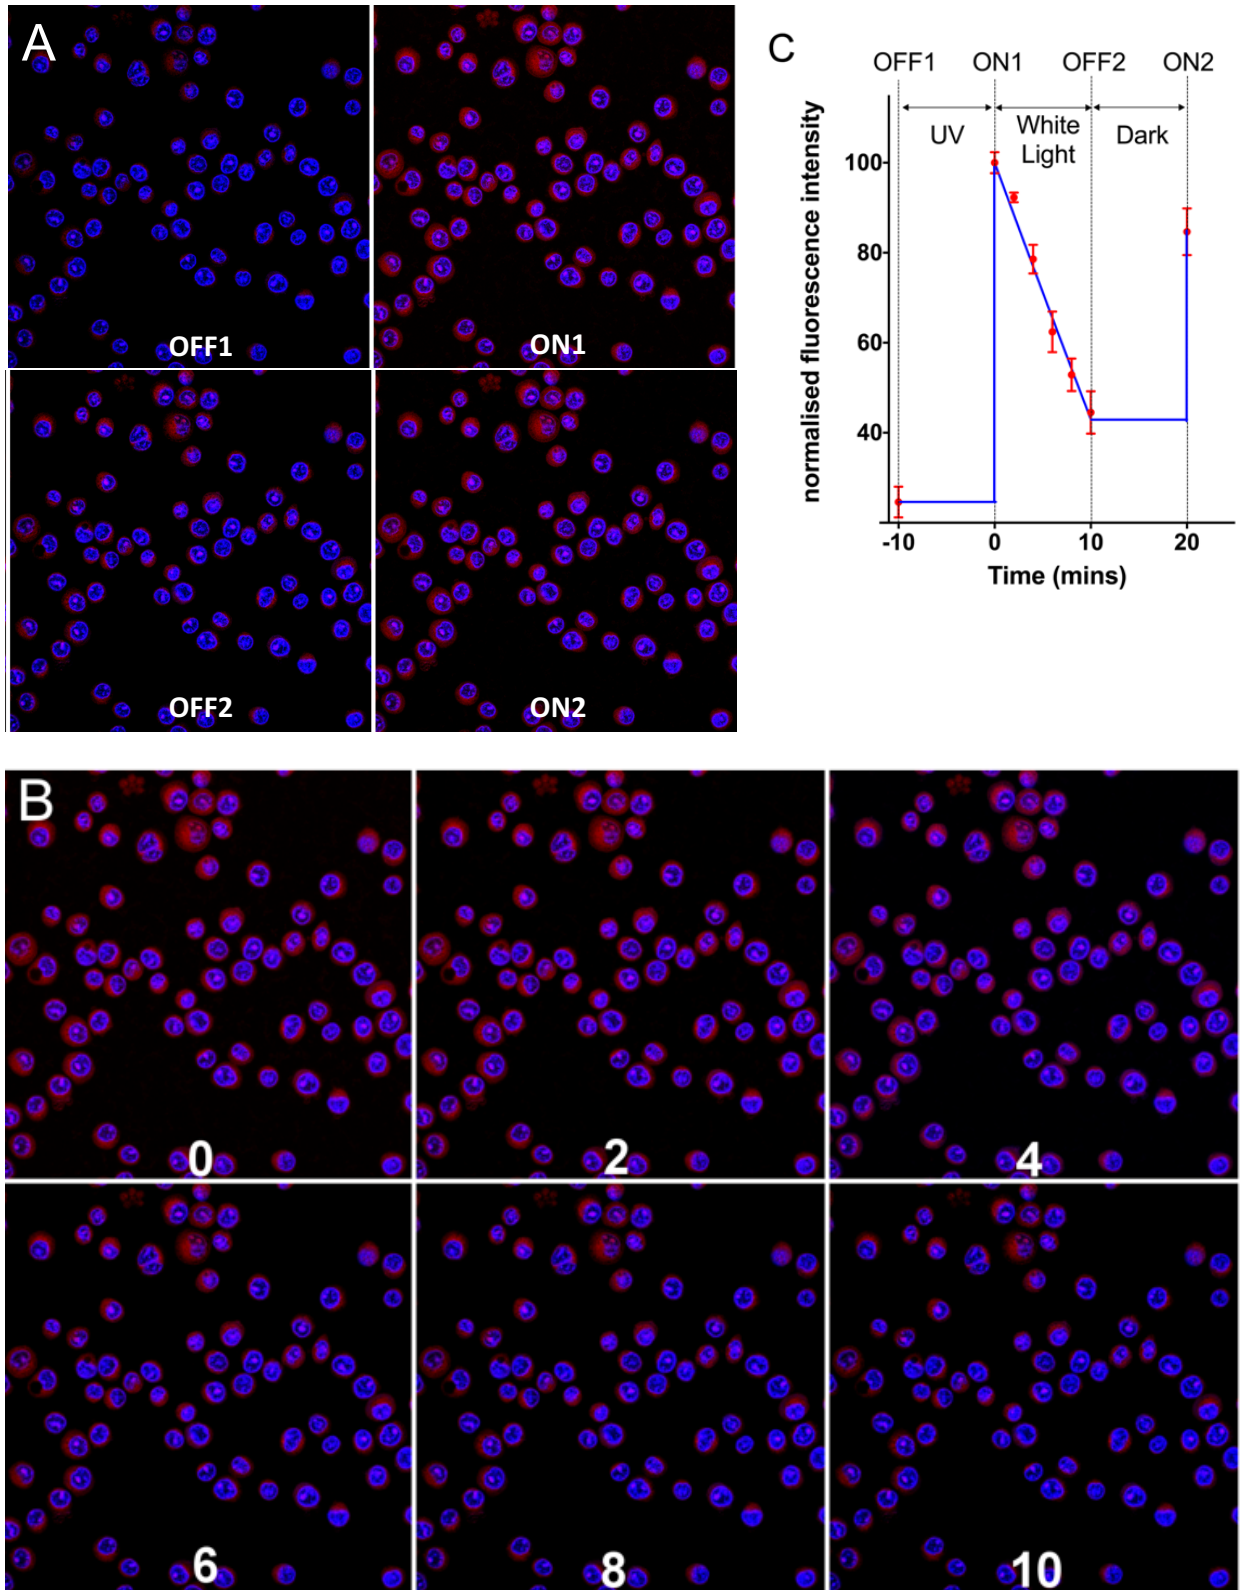 A
OFF1
ON1
OFF2
ON2
C
OFF1 ON1 OFF2 ON2
UV
White
Light
Dark
normalised fluorescence intensity
100
80
60
40
-10 0 10 20
Time (mins)
B
0
2
4
6
8
10